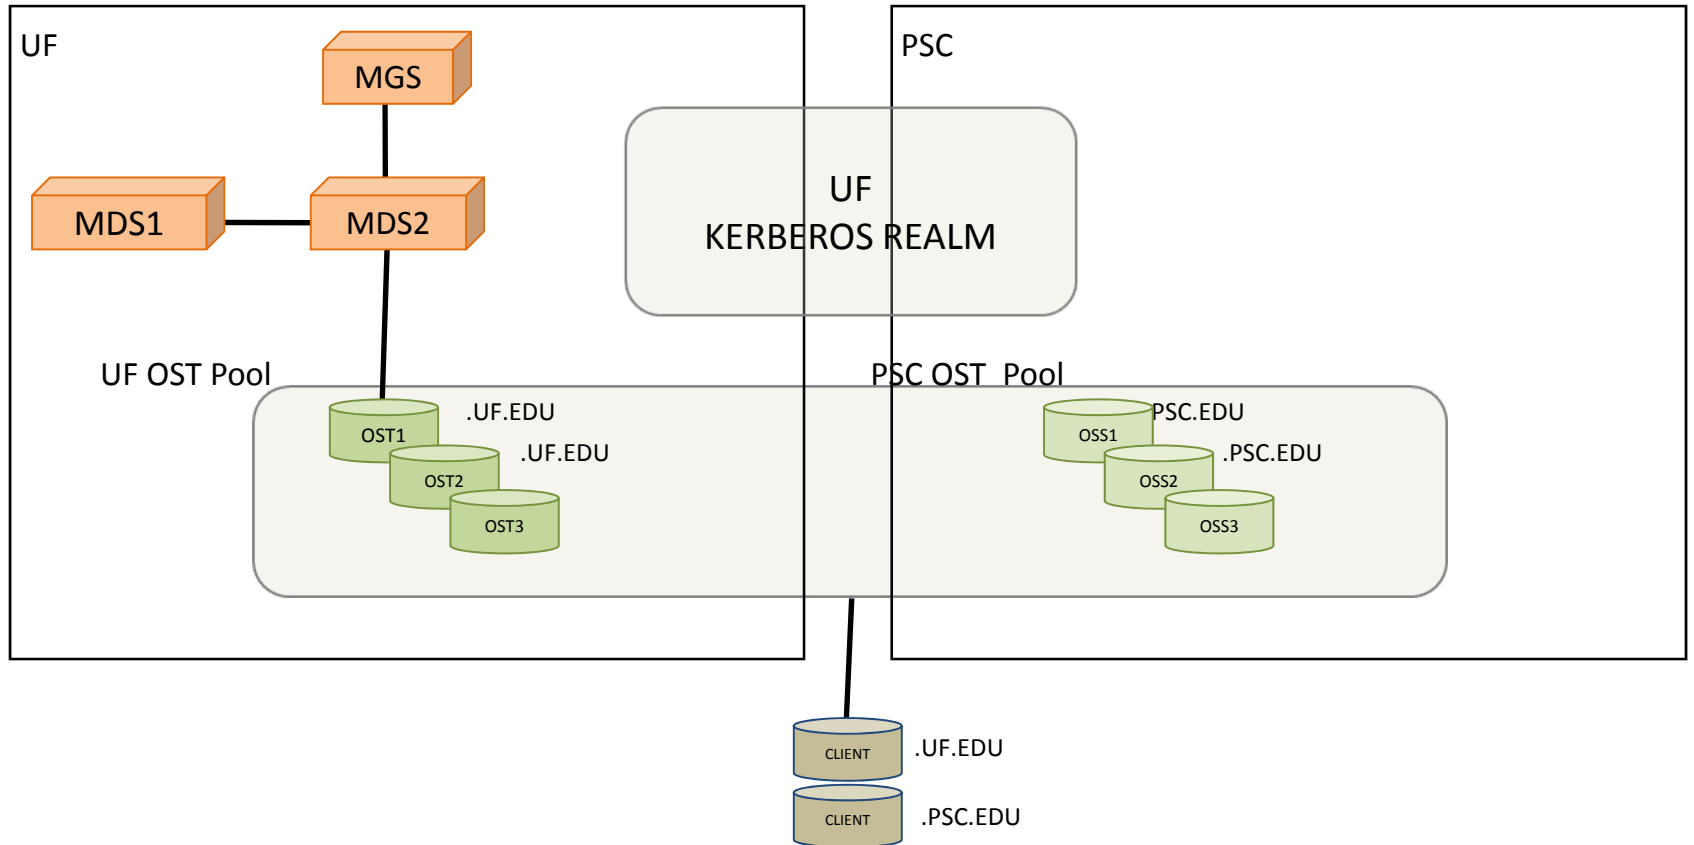 UF
PSC
MGS
MDS1
MDS2
UF
KERBEROS REALM
UF OST Pool
PSC OST  Pool
OST1
.UF.EDU
OST2
.UF.EDU
OST3
OSS1
PSC.EDU
OSS2
.PSC.EDU
OSS3
CLIENT
.UF.EDU
CLIENT
.PSC.EDU